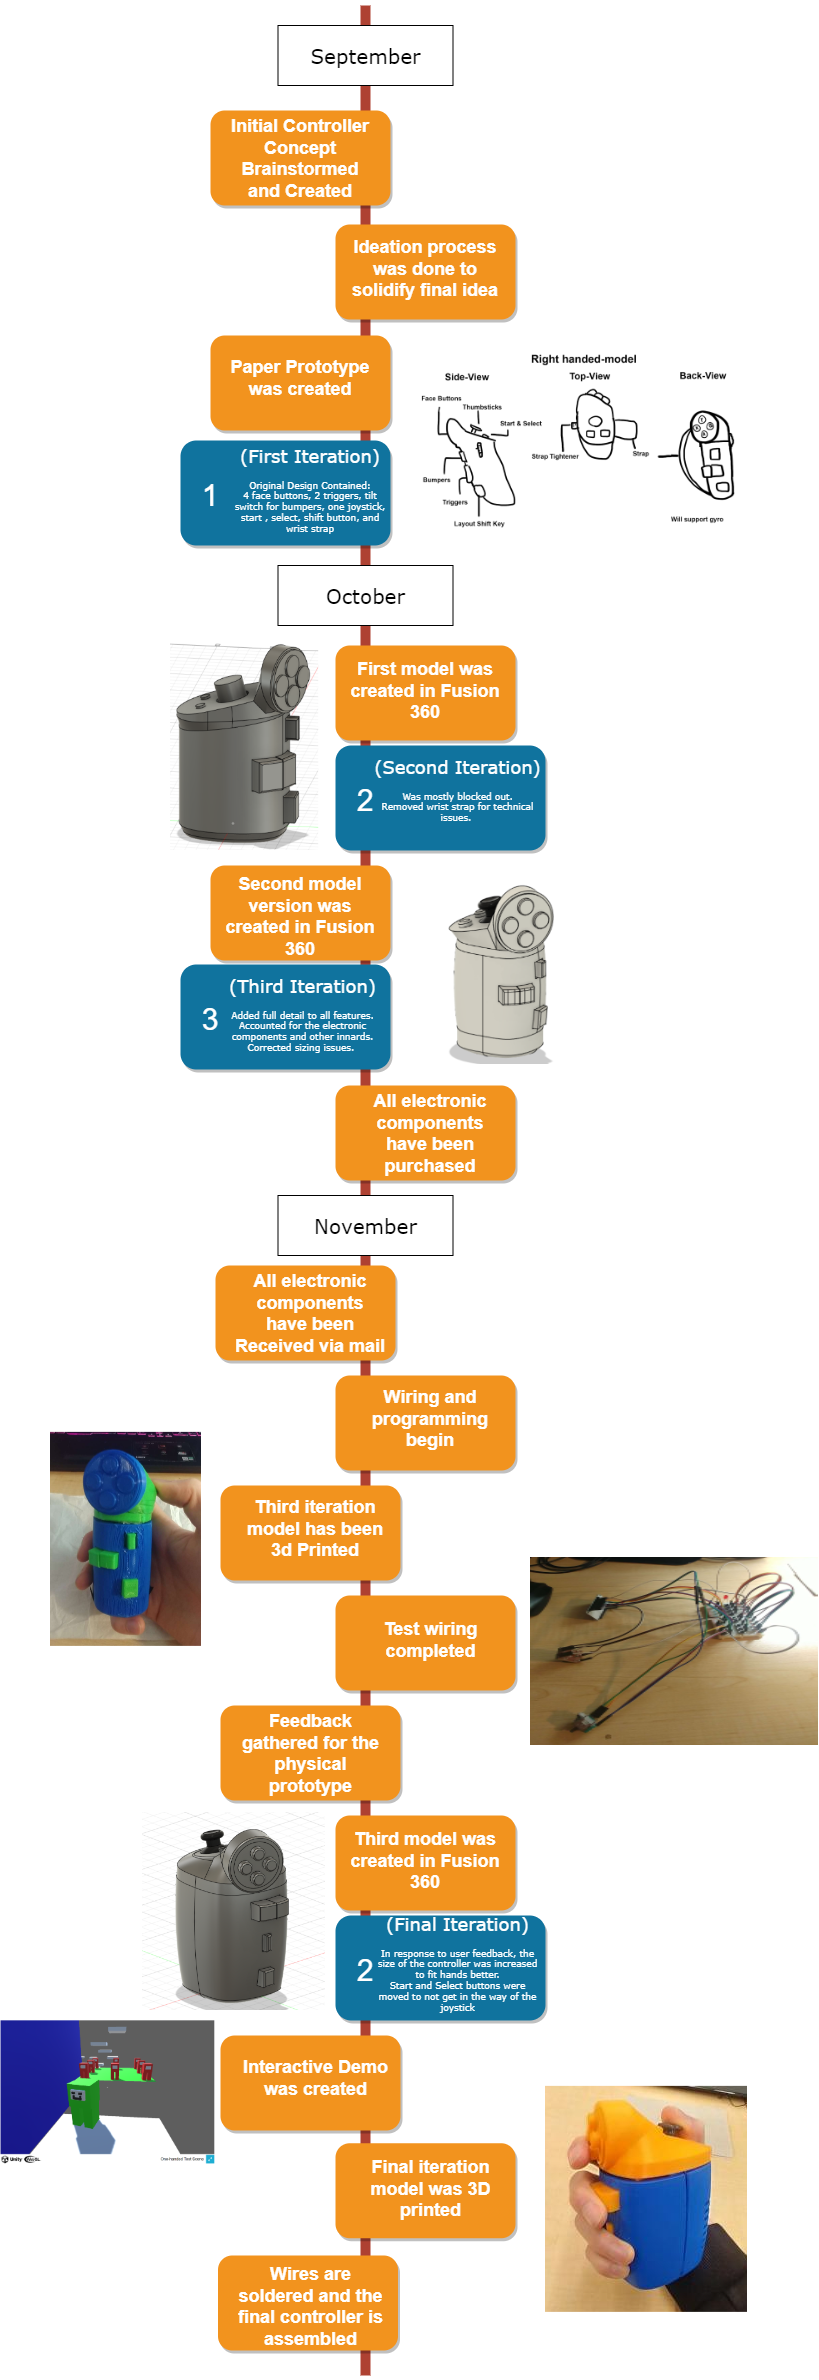 September
Initial Controller
Concept
Brainstormed
and Created
Ideation process
was done to
solidify final idea
Paper Prototype
was created
(First Iteration)
1
Original Design Contained:
4 face buttons, 2 triggers, tilt
switch for bumpers, one joystick,
start , select, shift button, and
wrist strap
Right handed-model
Side-View
Top-View
Back-View
Face Buttons
Thumbsticks
Start & Select
Strap Tightener
Strap
Bumpers
Triggers
Layout Shift Key
Will support gyro
October
First model was
created in Fusion
360
(Second Iteration)
2
Was mostly blocked out.
Removed wrist strap for technical
issues.
Second model
version was
created in Fusion
360
(Third Iteration)
3
Added full detail to all features.
Accounted for the electronic
components and other innards.
Corrected sizing issues.
All electronic
components
have been
purchased
November
All electronic
components
have been
Received via mail
Wiring and
programming
begin
Third iteration
model has been
3d Printed
Test wiring
completed
Feedback
gathered for the
physical
prototype
Third model was
created in Fusion
360
(Final Iteration)
2
In response to user feedback, the
size of the controller was increased
to fit hands better.
Start and Select buttons were
moved to not get in the way of the
joystick
Interactive Demo
was created
Unity
One-handed Test Scene
Final iteration
model was 3D
printed
Wires are
soldered and the
final controller is
assembled